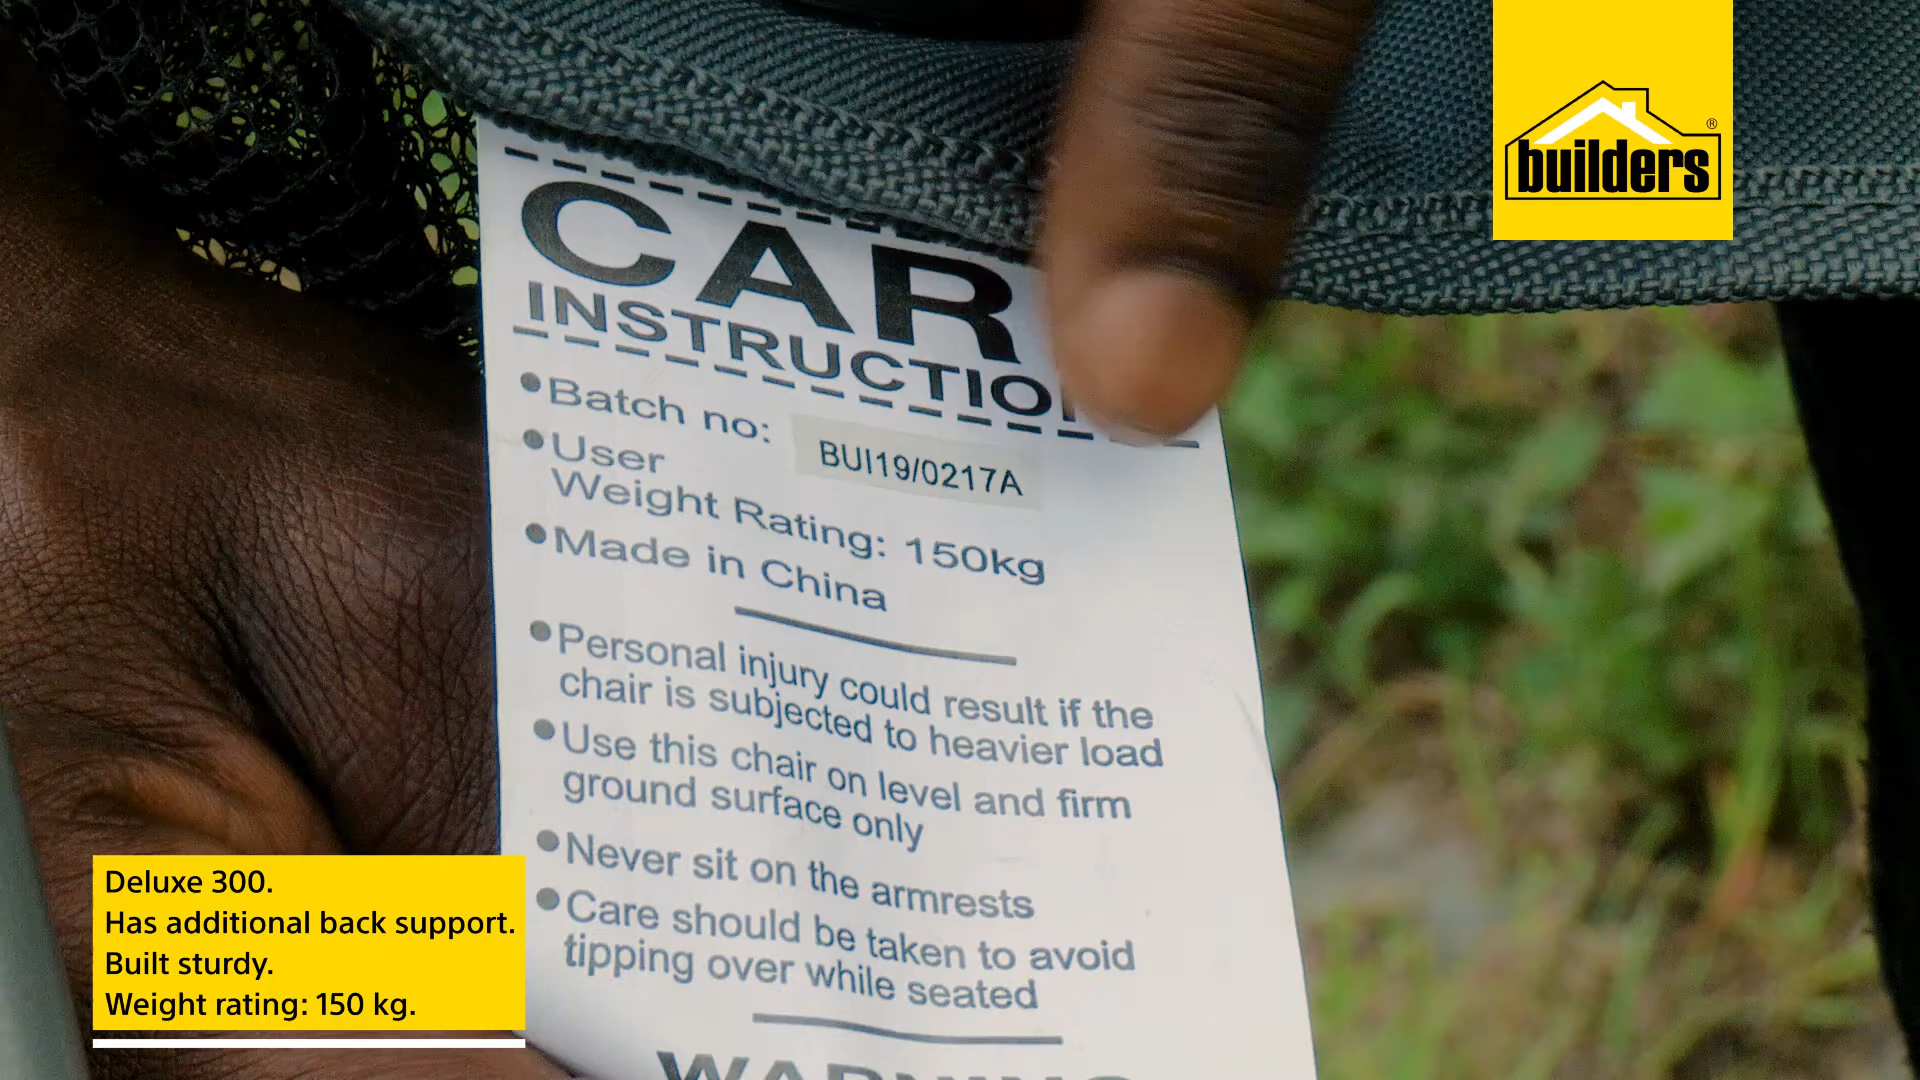 builders
®
CAR
INSTRUCTIO
Batch no: BUI19/0217A
User
Weight Rating: 150kg
Made in China
Personal injury could result if the
chair is subjected to heavier load
Use this chair on level and firm
ground surface only
Never sit on the armrests
Care should be taken to avoid
tipping over while seated
WARNING
Deluxe 300.
Has additional back support.
Built sturdy.
Weight rating: 150 kg.